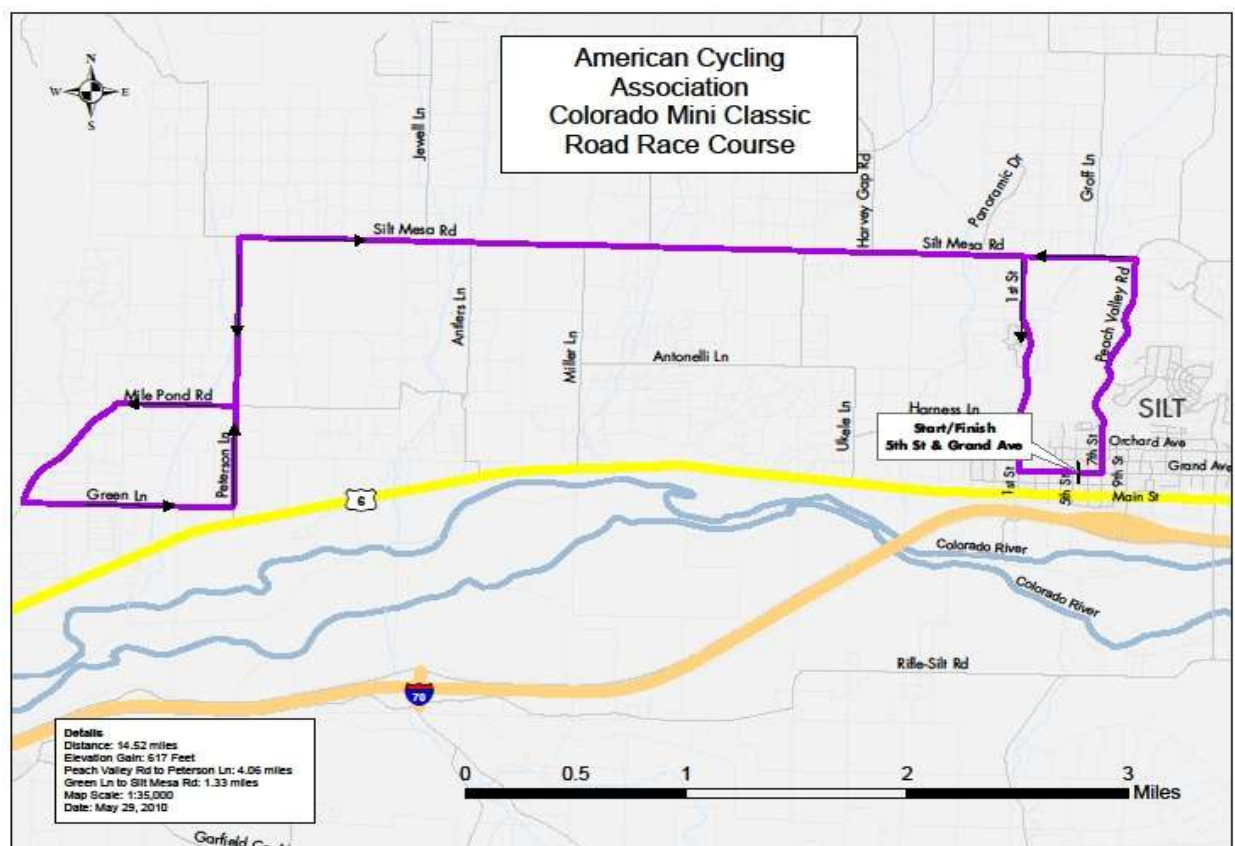 American Cycling
Association
Colorado Mini Classic
Road Race Course
N
W E
S
Jewell Ln
Harvey Gap Rd
Panoramic Dr
Groff Ln
Silt Mesa Rd
Silt Mesa Rd
1st St
Peach Valley Rd
Antlers Ln
Miller Ln
Antonelli Ln
Mile Pond Rd
Ukele Ln
Harness Ln
SILT
Start/Finish
5th St & Grand Ave
7th St
Orchard Ave
Peterson Ln
Green Ln
1st St
5th St
9th St
Grand Ave
Main St
6
Colorado River
Colorado River
Rifle-Silt Rd
70
Details
Distance: 14.52 miles
Elevation Gain: 617 Feet
Peach Valley Rd to Peterson Ln: 4.06 miles
Green Ln to Silt Mesa Rd: 1.33 miles
Map Scale: 1:35,000
Date: May 29, 2010
0 0.5 1 2 3
Miles
Garfield Co